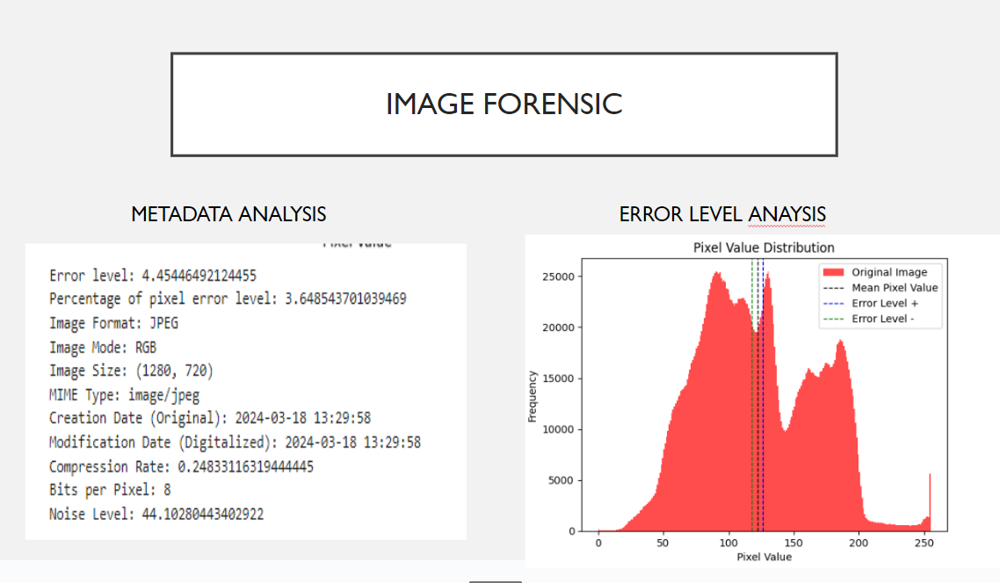 IMAGE FORENSIC
METADATA ANALYSIS
Pixel Value
Error level: 4.45446492124455
Percentage of pixel error level: 3.648543701039469
Image Format: JPEG
Image Mode: RGB
Image Size: (1280, 720)
MIME Type: image/jpeg
Creation Date (Original): 2024-03-18 13:29:58
Modification Date (Digitalized): 2024-03-18 13:29:58
Compression Rate: 0.24833116319444445
Bits per Pixel: 8
Noise Level: 44.10280443402922
ERROR LEVEL ANAYSIS
Pixel Value Distribution
Original Image
Mean Pixel Value
Error Level +
Error Level -
Frequency
25000
20000
15000
10000
5000
0
0 50 100 150 200 250
Pixel Value